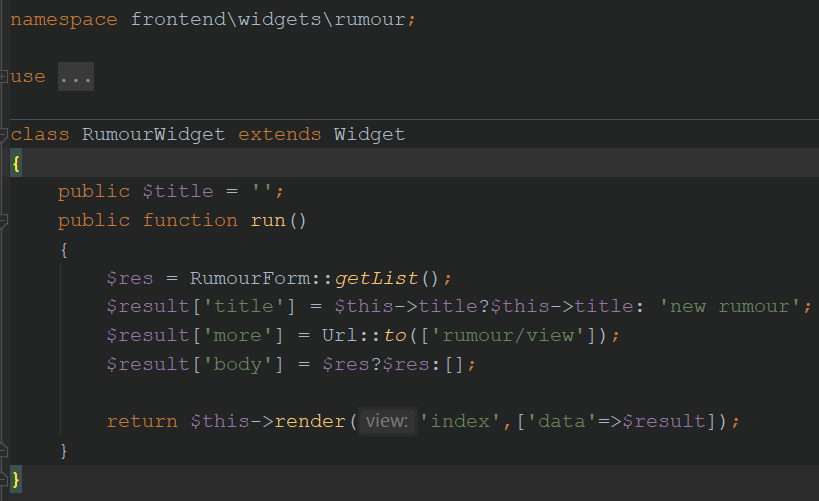 namespace frontend\widgets\rumour;
use ...
class RumourWidget extends Widget
{
public $title = '';
public function run()
{
$res = RumourForm::getList();
$result['title'] = $this->title?$this->title: 'new rumour';
$result['more'] = Url::to(['rumour/view']);
$result['body'] = $res?$res:[];
return $this->render( view: 'index',['data'=>$result]);
}
}